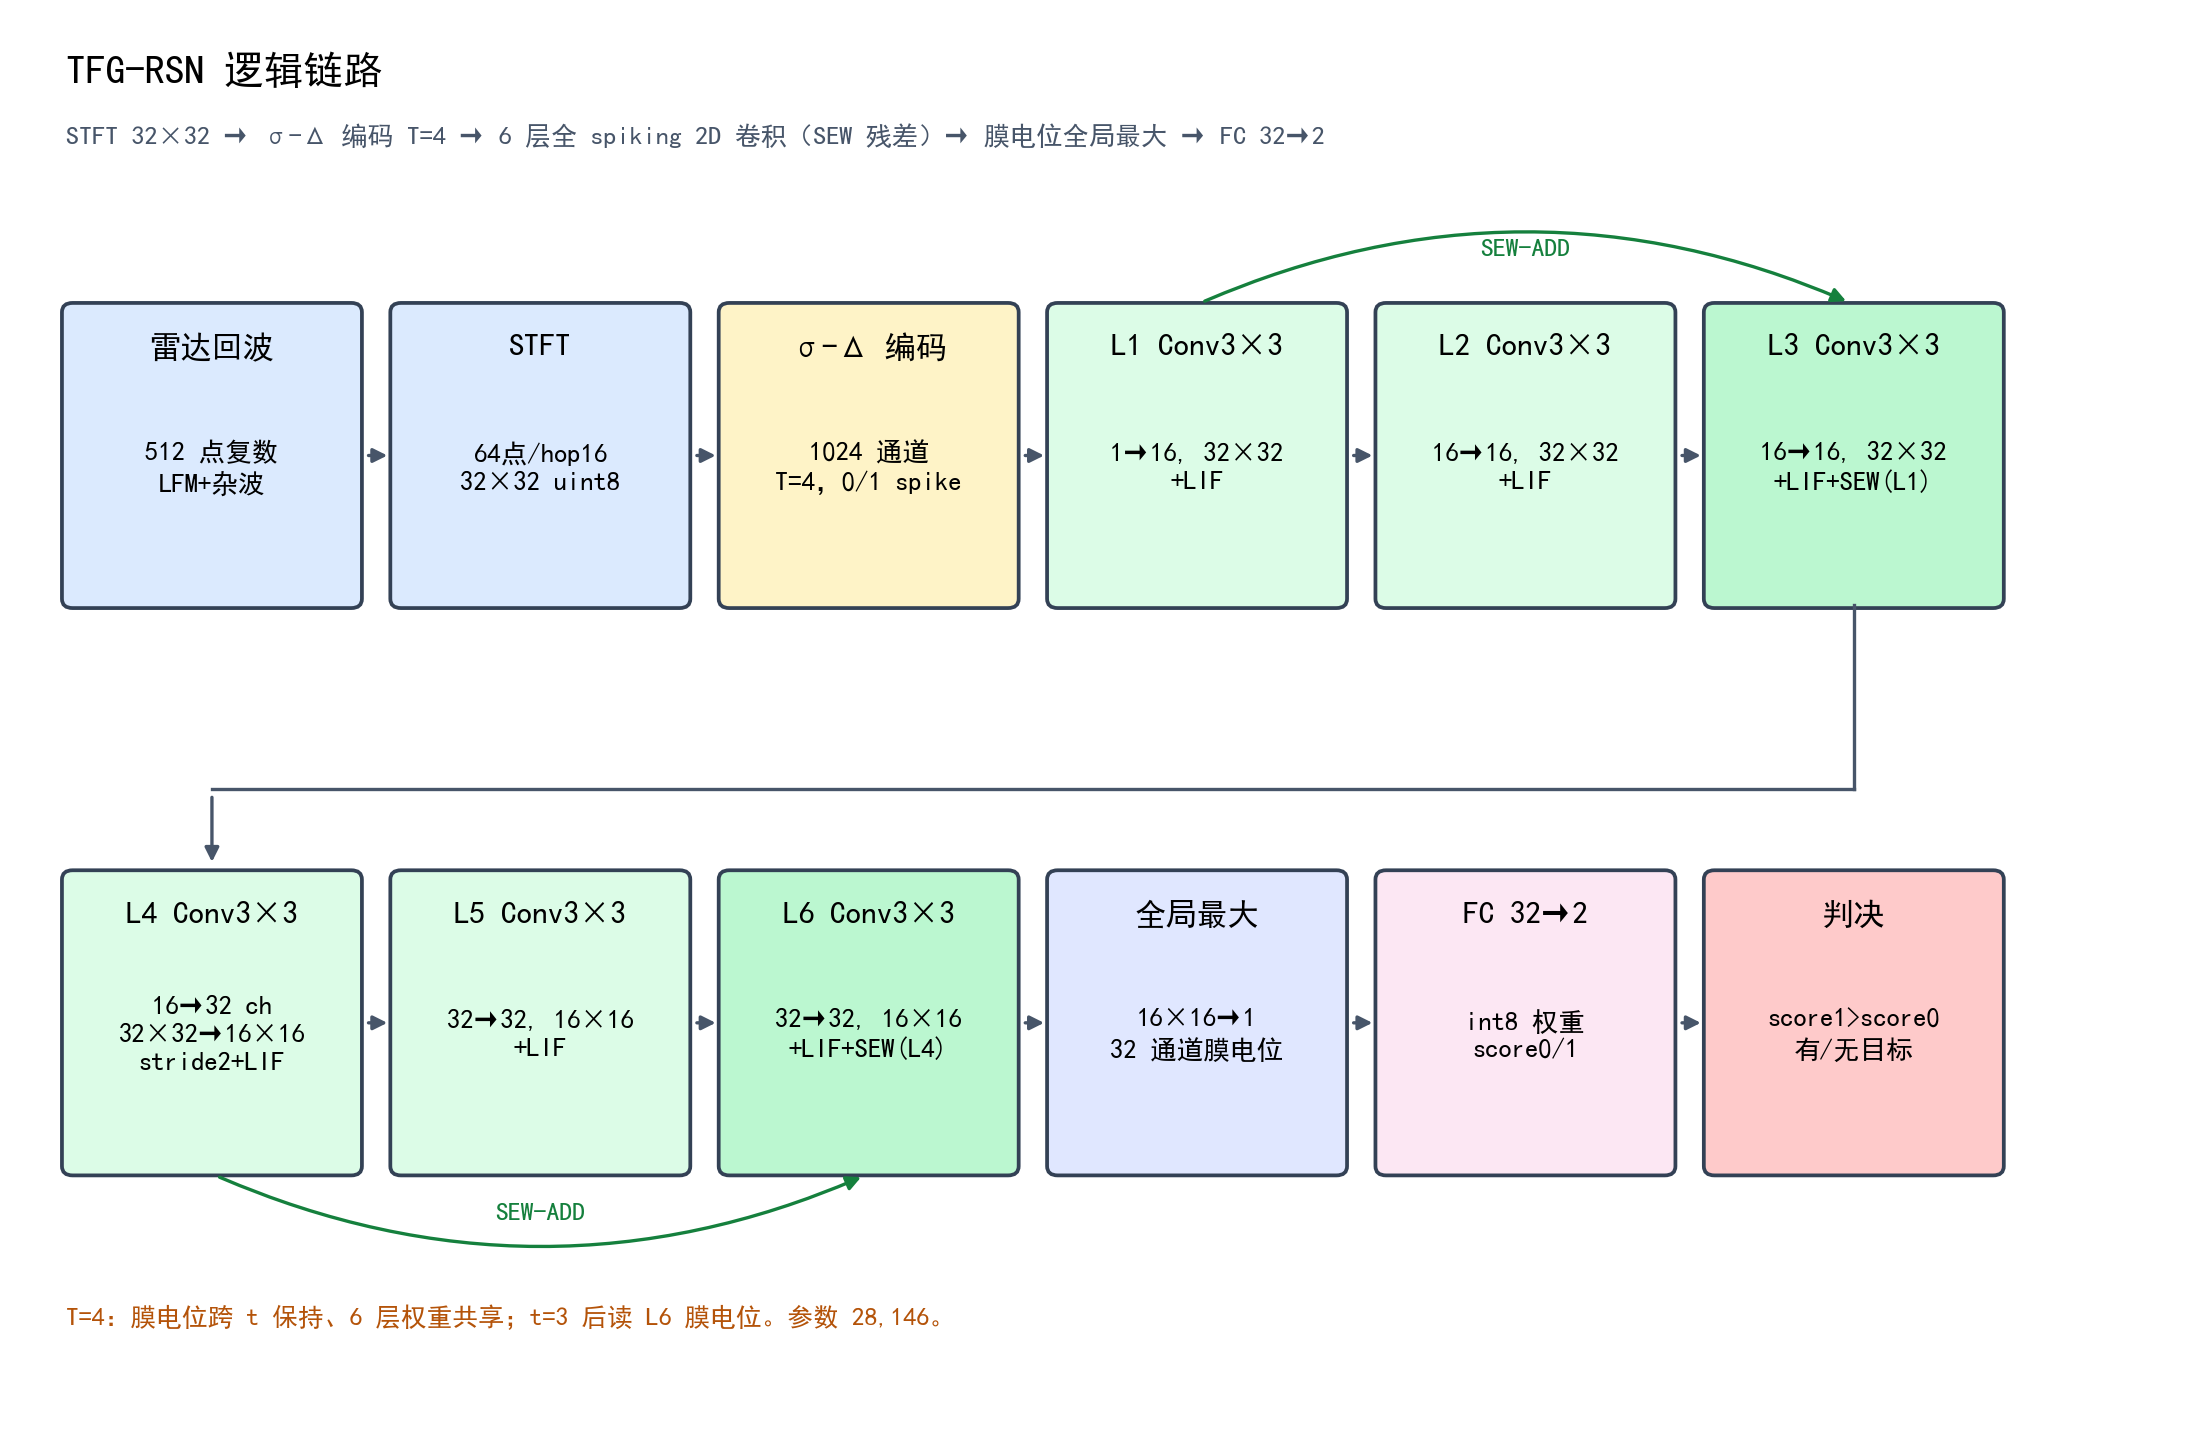 TFG-RSN 逻辑链路
STFT 32×32 → σ-Δ 编码 T=4 → 6 层全 spiking 2D 卷积（SEW 残差）→ 膜电位全局最大 → FC 32→2
SEW-ADD
雷达回波
512 点复数
LFM+杂波
STFT
64点/hop16
32×32 uint8
σ-Δ 编码
1024 通道
T=4, 0/1 spike
L1 Conv3×3
1→16, 32×32
+LIF
L2 Conv3×3
16→16, 32×32
+LIF
L3 Conv3×3
16→16, 32×32
+LIF+SEW(L1)
L4 Conv3×3
16→32 ch
32×32→16×16
stride2+LIF
L5 Conv3×3
32→32, 16×16
+LIF
L6 Conv3×3
32→32, 16×16
+LIF+SEW(L4)
全局最大
16×16→1
32 通道膜电位
FC 32→2
int8 权重
score0/1
判决
score1>score0
有/无目标
SEW-ADD
T=4: 膜电位跨 t 保持、6 层权重共享；t=3 后读 L6 膜电位。参数 28,146。